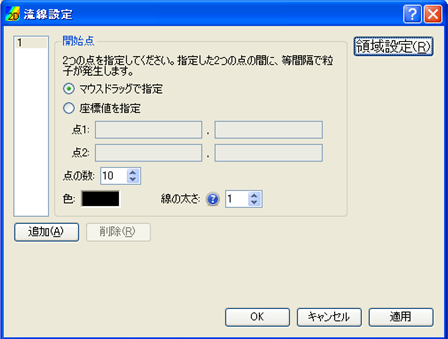 2D 流線設定
1
開始点
2つの点を指定してください。指定した2つの点の間に、等間隔で粒
子が発生します。
マウスドラッグで指定
座標値を指定
点1: ,
点2: ,
点の数: 10
色: 線の太さ: ? 1
領域設定(R)
追加(A) 削除(R)
OK キャンセル 適用